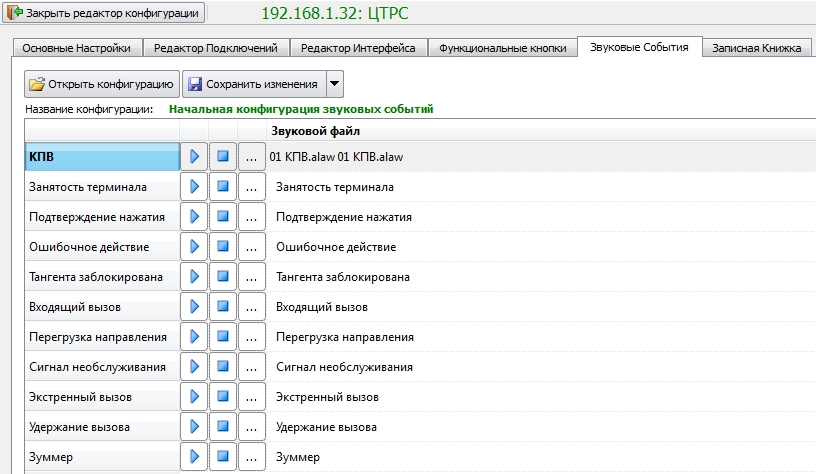 Закрыть редактор конфигурации 192.168.1.32: ЦТРС
Основные Настройки Редактор Подключений Редактор Интерфейса Функциональные кнопки Звуковые События Записная Книжка
Открыть конфигурацию Сохранить изменения
Название конфигурации: Начальная конфигурация звуковых событий
Звуковой файл
КПВ ... 01 КПВ.alaw 01 КПВ.alaw
Занятость терминала ... Занятость терминала
Подтверждение нажатия ... Подтверждение нажатия
Ошибочное действие ... Ошибочное действие
Тангента заблокирована ... Тангента заблокирована
Входящий вызов ... Входящий вызов
Перегрузка направления ... Перегрузка направления
Сигнал необслуживания ... Сигнал необслуживания
Экстренный вызов ... Экстренный вызов
Удержание вызова ... Удержание вызова
Зуммер ... Зуммер